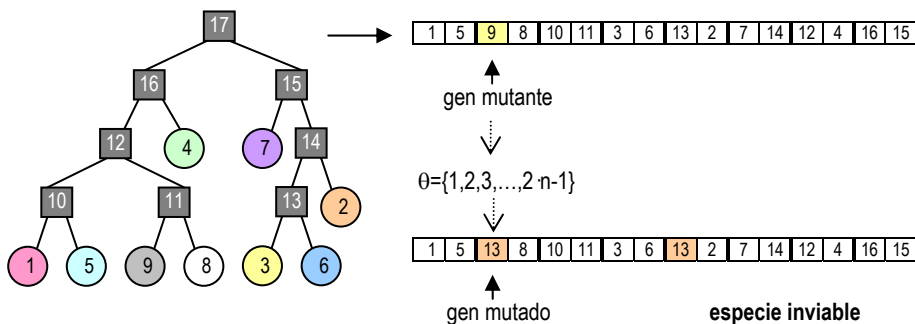 17
1 5 9 8 10 11 3 6 13 2 7 14 12 4 16 15
16 15
gen mutante
12 4 7 14
θ={1,2,3,…,2·n-1}
10 11 13 2
1 5 9 8 3 6
1 5 13 8 10 11 3 6 13 2 7 14 12 4 16 15
gen mutado especie inviable